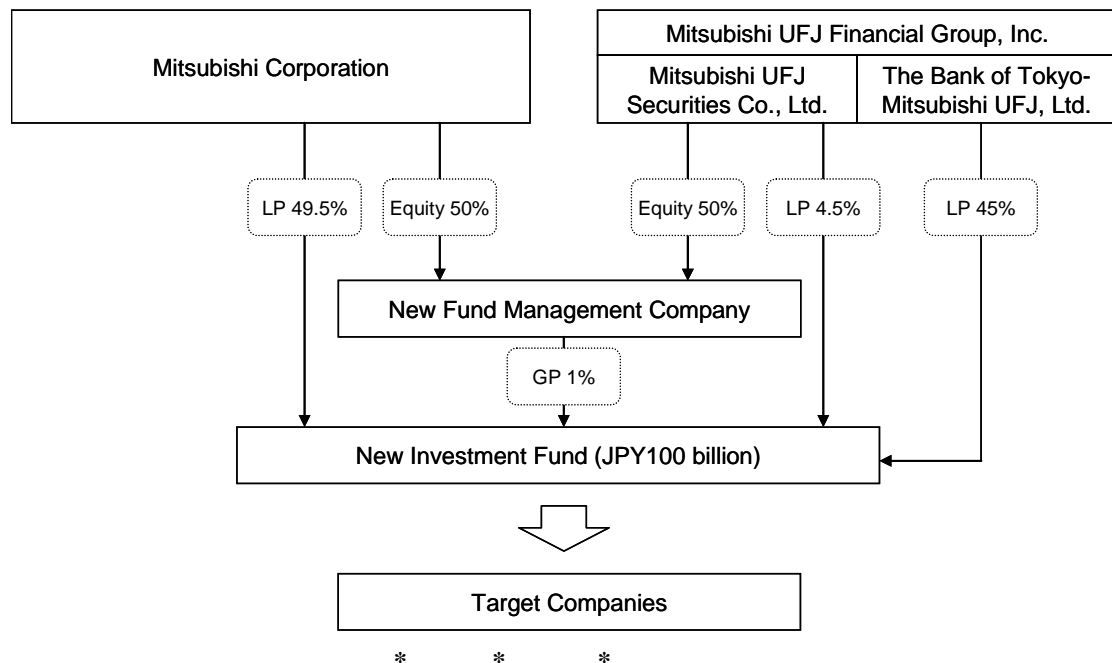 Mitsubishi Corporation
Mitsubishi UFJ Financial Group, Inc.
Mitsubishi UFJ
Securities Co., Ltd.
The Bank of Tokyo-
Mitsubishi UFJ, Ltd.
LP 49.5%
Equity 50%
Equity 50%
LP 4.5%
LP 45%
New Fund Management Company
GP 1%
New Investment Fund (JPY100 billion)
Target Companies
* * *